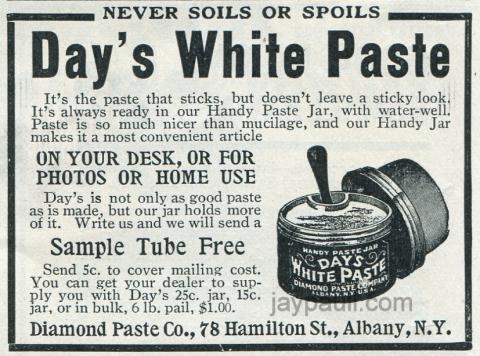 NEVER SOILS OR SPOILS
Day's White Paste
It's the paste that sticks, but doesn't leave a sticky look.
It's always ready in our Handy Paste Jar, with water-well.
Paste is so much nicer than mucilage, and our Handy Jar
makes it a most convenient article
ON YOUR DESK, OR FOR
PHOTOS OR HOME USE
Day's is not only as good paste
as is made, but our jar holds more
of it. Write us and we will send a
Sample Tube Free
Send 5c. to cover mailing cost.
You can get your dealer to sup-
ply you with Day's 25c. jar, 15c.
jar, or in bulk, 6 lb. pail, $1.00.
HANDY PASTE JAR
DAY'S
WHITE PASTE
DIAMOND PASTE COMPANY
ALBANY, N.Y. U.S.A.
jaypaull.com
Diamond Paste Co., 78 Hamilton St., Albany, N.Y.